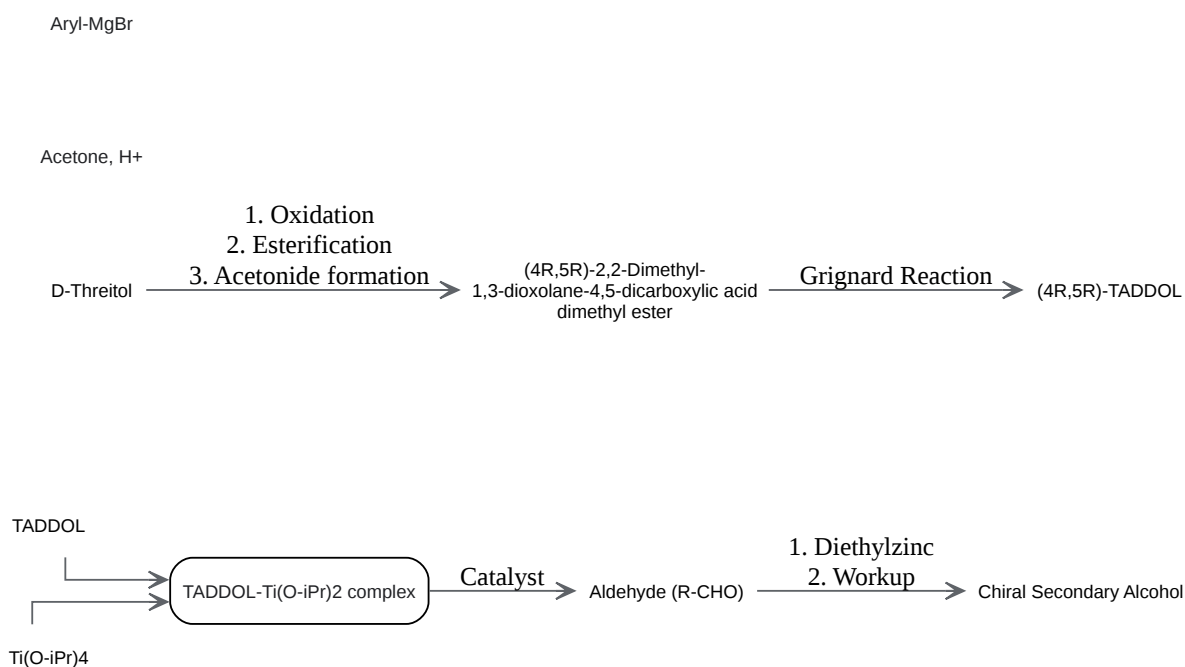 Aryl-MgBr
Acetone, H+
1. Oxidation
2. Esterification
3. Acetonide formation
D-Threitol
(4R,5R)-2,2-Dimethyl-
1,3-dioxolane-4,5-dicarboxylic acid
dimethyl ester
Grignard Reaction
(4R,5R)-TADDOL
TADDOL
Ti(O-iPr)4
TADDOL-Ti(O-iPr)2 complex
Catalyst
Aldehyde (R-CHO)
1. Diethylzinc
2. Workup
Chiral Secondary Alcohol